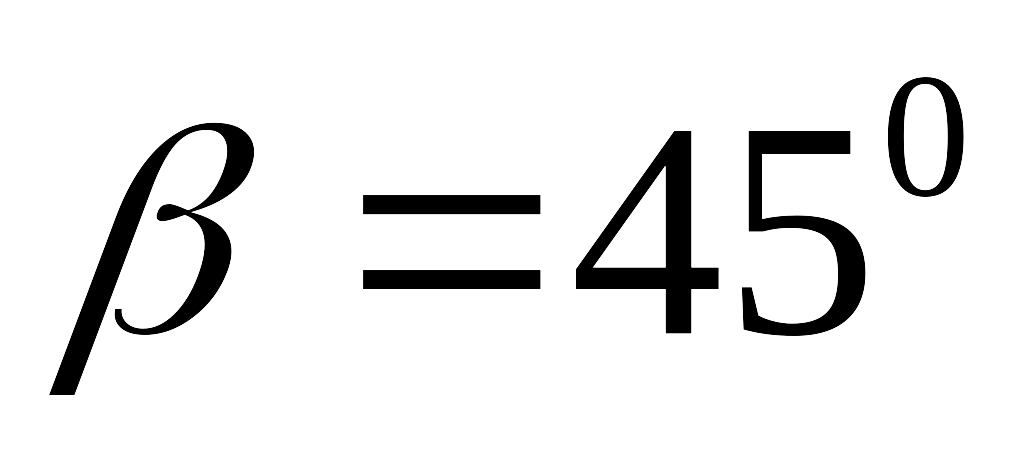 β = 45⁰